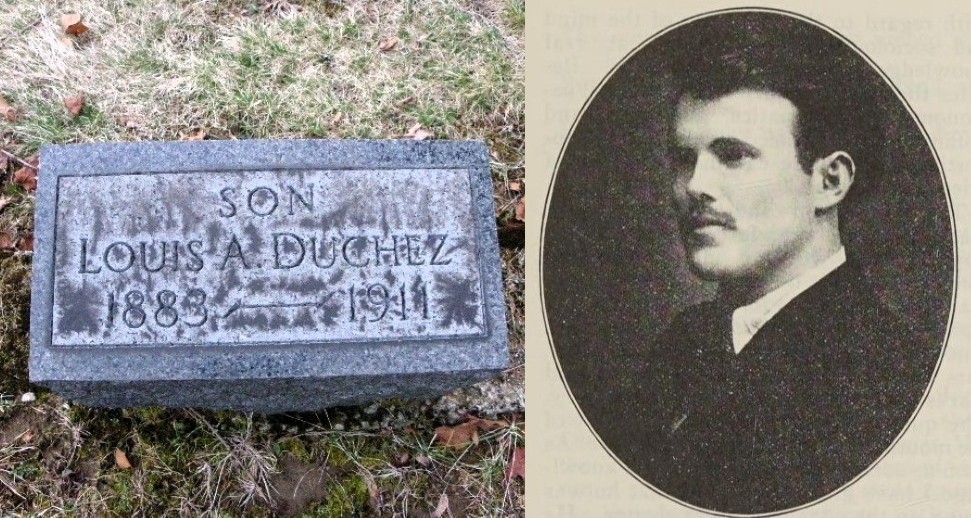 SON
LOUIS A. DUCHEZ
1883 — 1911